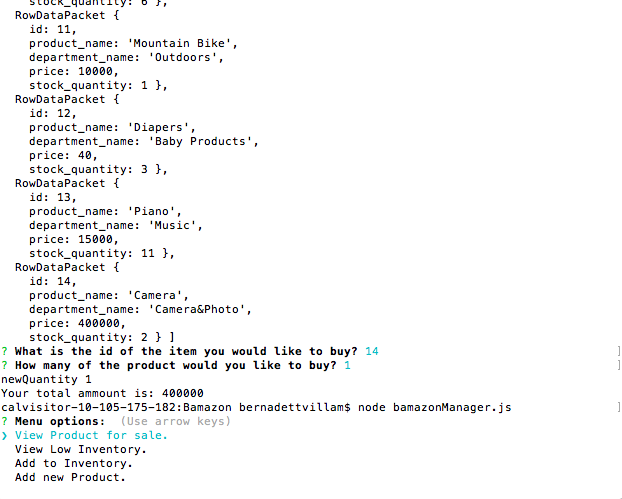 stock_quantity: 6 },
RowDataPacket {
id: 11,
product_name: 'Mountain Bike',
department_name: 'Outdoors',
price: 10000,
stock_quantity: 1 },
RowDataPacket {
id: 12,
product_name: 'Diapers',
department_name: 'Baby Products',
price: 40,
stock_quantity: 3 },
RowDataPacket {
id: 13,
product_name: 'Piano',
department_name: 'Music',
price: 15000,
stock_quantity: 11 },
RowDataPacket {
id: 14,
product_name: 'Camera',
department_name: 'Camera&Photo',
price: 400000,
stock_quantity: 2 } ]
? What is the id of the item you would like to buy? 14 ]
? How many of the product would you like to buy? 1 ]
newQuantity 1
Your total ammount is: 400000
calvisitor-10-105-175-182:Bamazon bernadettvillam$ node bamazonManager.js ]
? Menu options: (Use arrow keys)
❯ View Product for sale.
View Low Inventory.
Add to Inventory.
Add new Product.